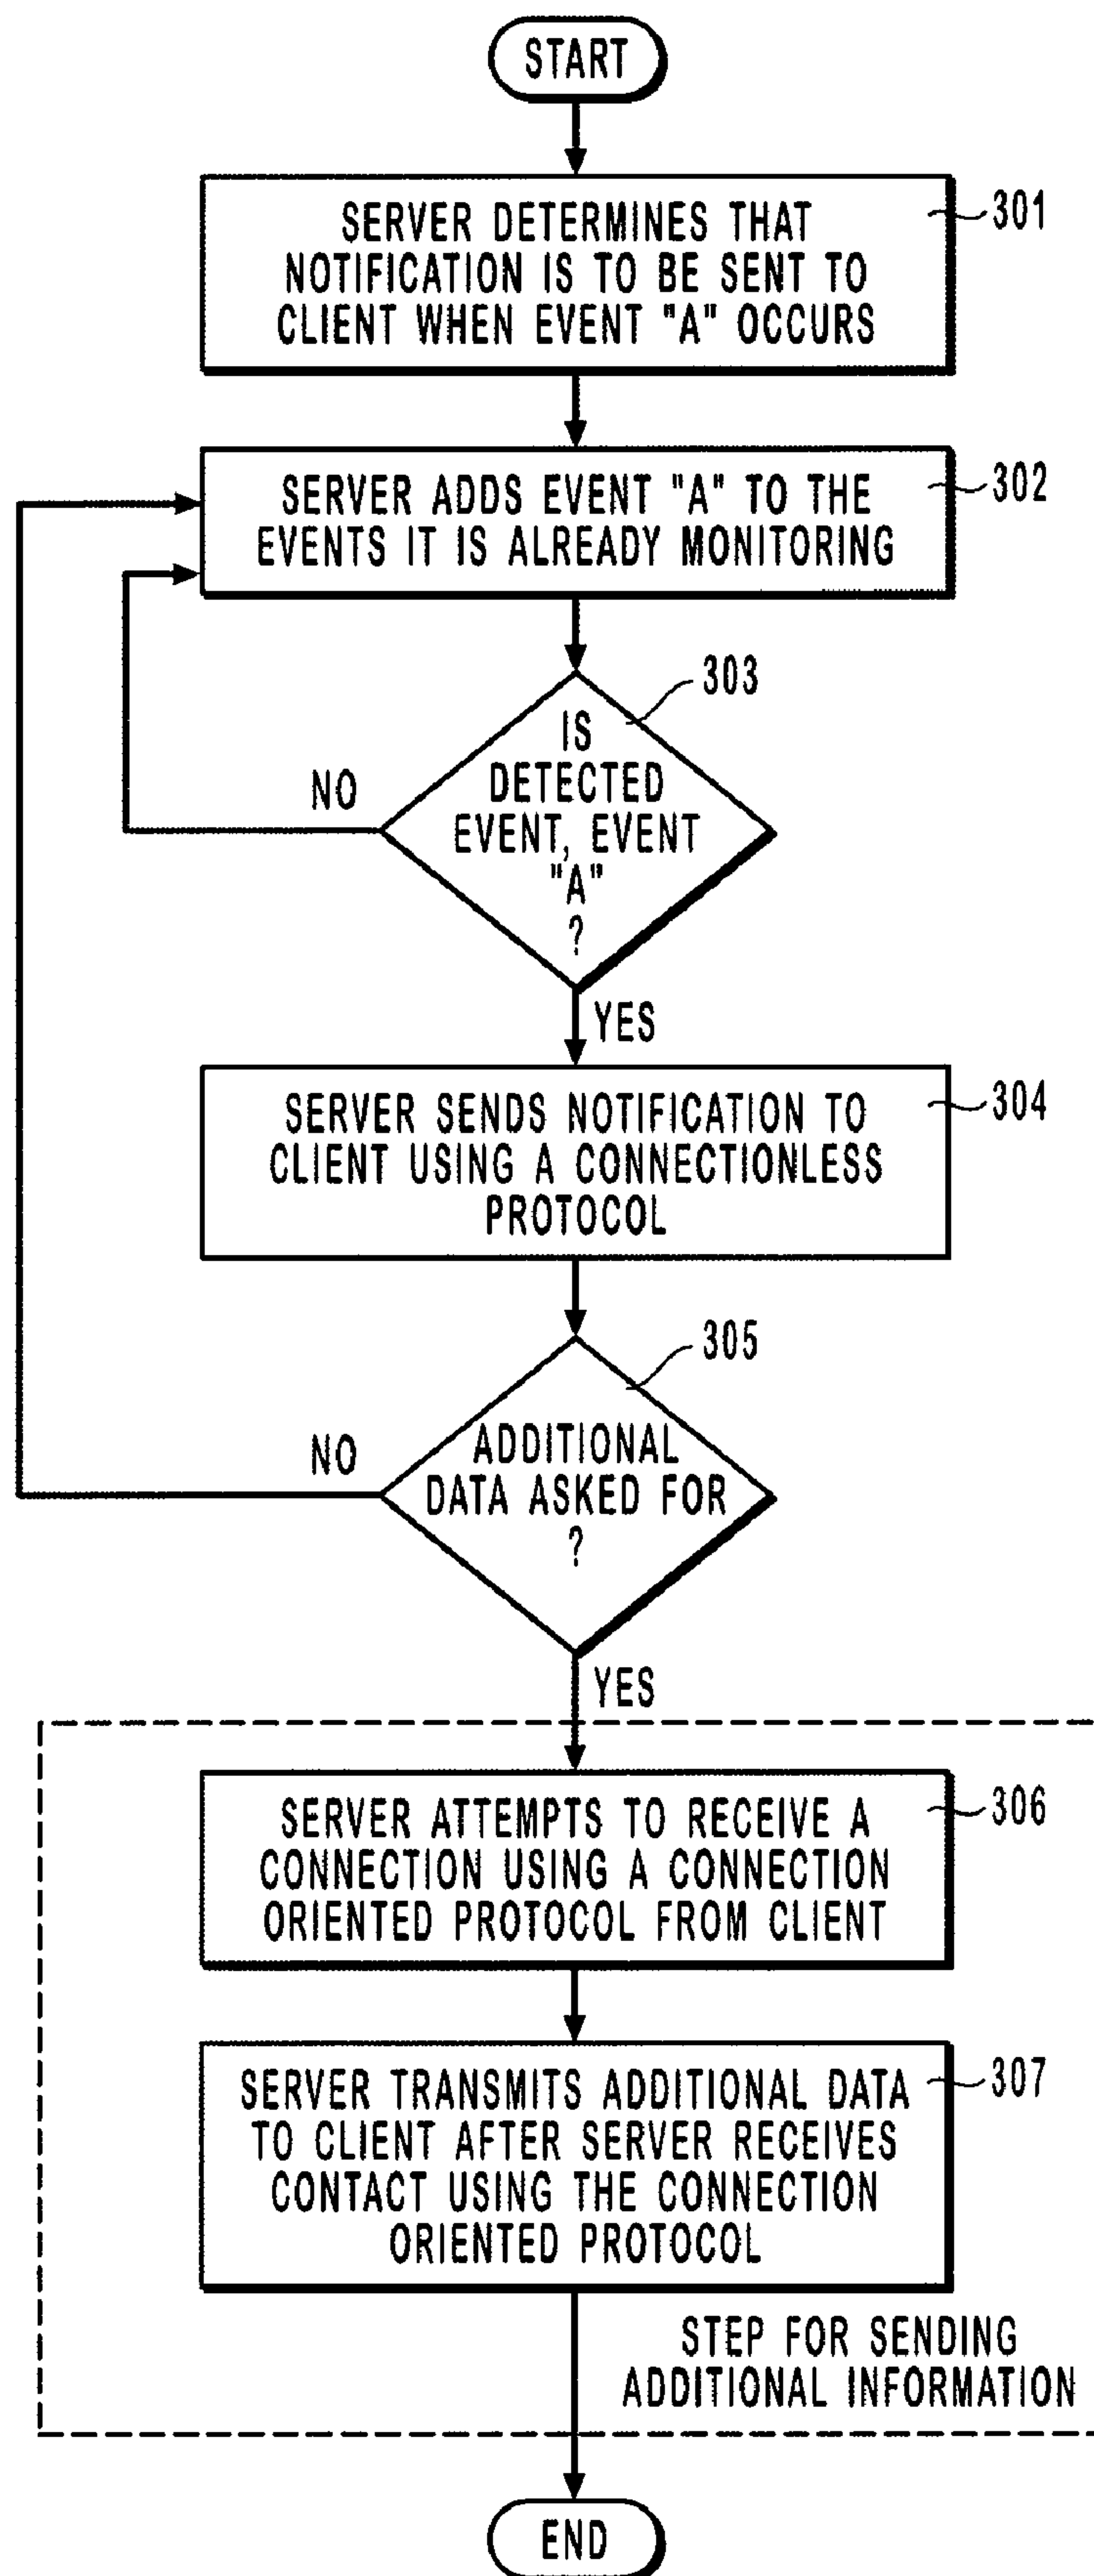 START
SERVER DETERMINES THAT
NOTIFICATION IS TO BE SENT TO
CLIENT WHEN EVENT "A" OCCURS
301
SERVER ADDS EVENT "A" TO THE
EVENTS IT IS ALREADY MONITORING
302
303
IS
DETECTED
EVENT, EVENT
"A"
?
NO
YES
SERVER SENDS NOTIFICATION TO
CLIENT USING A CONNECTIONLESS
PROTOCOL
304
305
ADDITIONAL
DATA ASKED FOR
?
NO
YES
SERVER ATTEMPTS TO RECEIVE A
CONNECTION USING A CONNECTION
ORIENTED PROTOCOL FROM CLIENT
306
SERVER TRANSMITS ADDITIONAL DATA
TO CLIENT AFTER SERVER RECEIVES
CONTACT USING THE CONNECTION
ORIENTED PROTOCOL
307
STEP FOR SENDING
ADDITIONAL INFORMATION
END